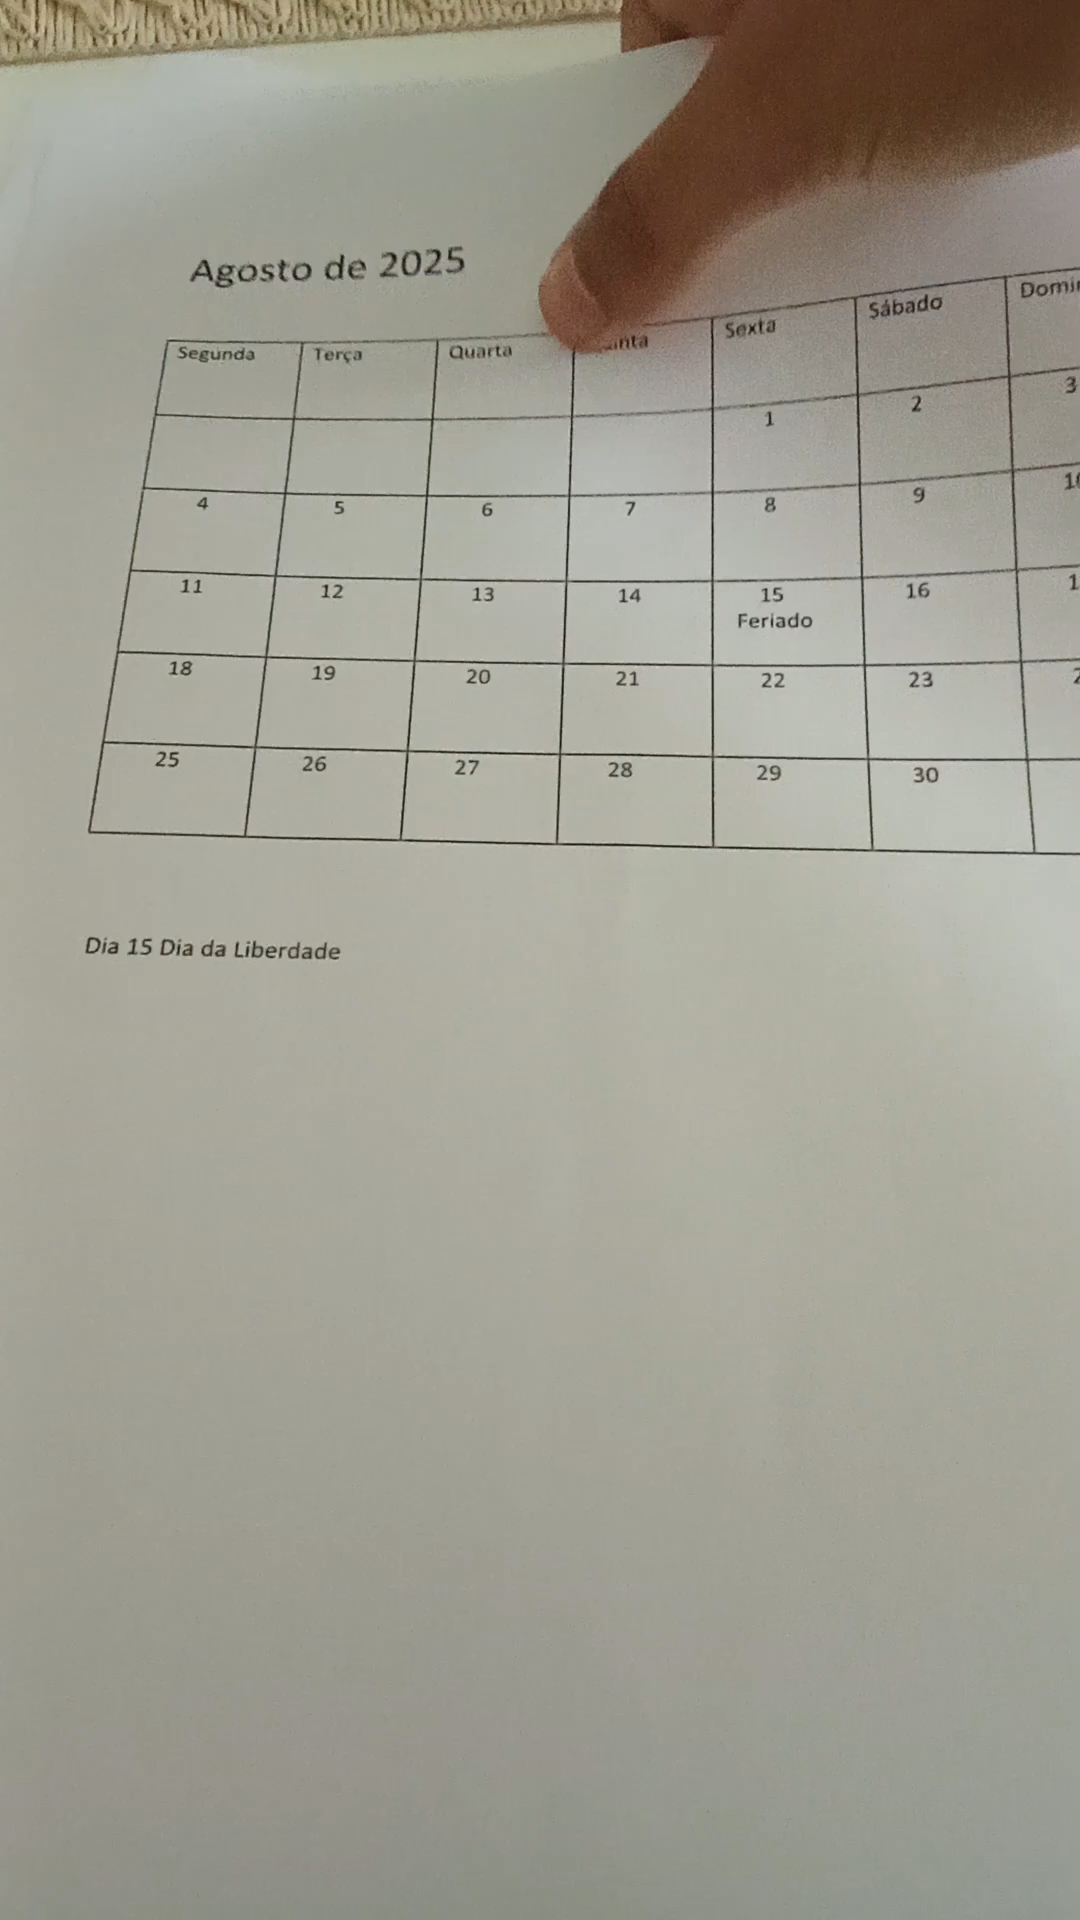 Agosto de 2025
Segunda Terça Quarta Sexta Sábado
1 2 3
4 5 6 7 8 9
11 12 13 14 15 16
Feriado
18 19 20 21 22 23
25 26 27 28 29 30
Dia 15 Dia da Liberdade